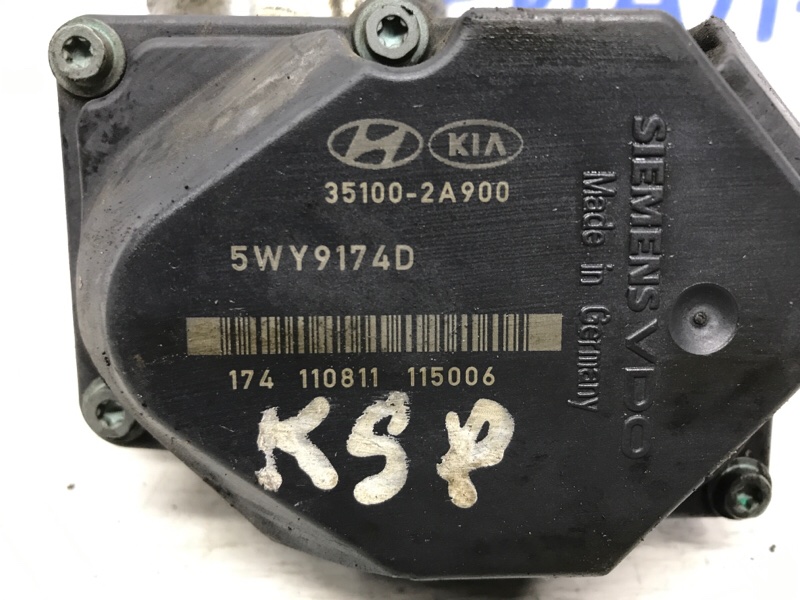 KIA
35100-2A900
5WY9174D
174 110811 115006
KSP
SIEMENS VDO
Made in Germany